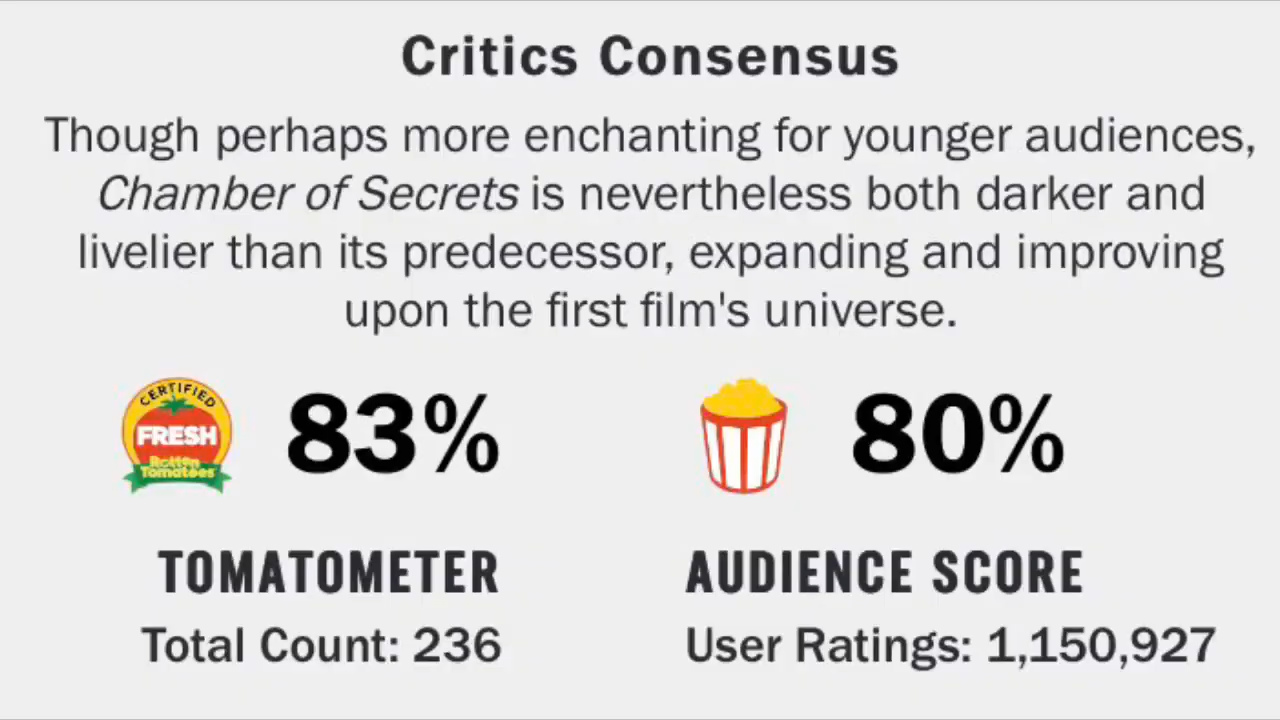 Critics Consensus
Though perhaps more enchanting for younger audiences,
Chamber of Secrets is nevertheless both darker and
livelier than its predecessor, expanding and improving
upon the first film's universe.
CERTIFIED
FRESH
Rotten
Tomatoes
83%
80%
TOMATOMETER
AUDIENCE SCORE
Total Count: 236
User Ratings: 1,150,927